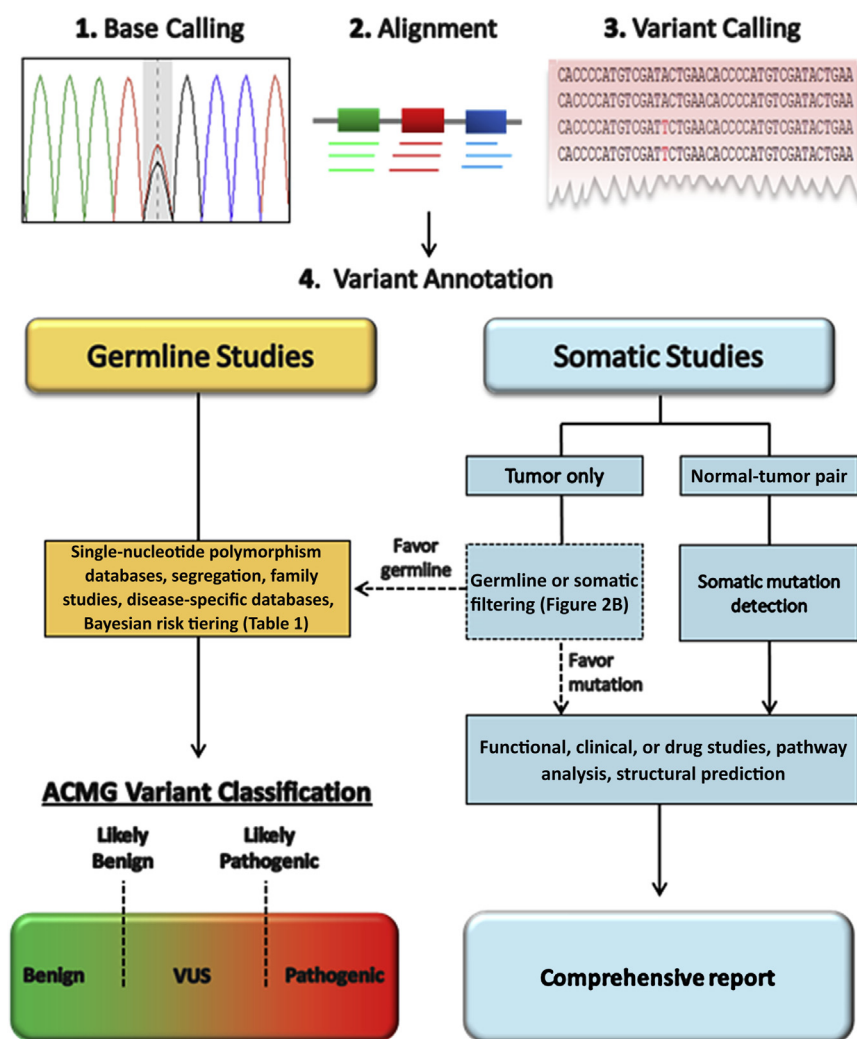 1. Base Calling
2. Alignment
3. Variant Calling
CACCCCATGTCGATACTGAACACCCCATGTCGATACTGAA
CACCCCATGTCGATACTGAACACCCCATGTCGATACTGAA
CACCCCATGTCGATTCTGAACACCCCATGTCGATACTGAA
CACCCCATGTCGATTCTGAACACCCCATGTCGATACTGAA
4. Variant Annotation
Germline Studies
Somatic Studies
Tumor only
Normal-tumor pair
Single-nucleotide polymorphism
databases, segregation, family
studies, disease-specific databases,
Bayesian risk tiering (Table 1)
Favor
germline
Germline or somatic
filtering (Figure 2B)
Somatic mutation
detection
Favor
mutation
Functional, clinical, or drug studies, pathway
analysis, structural prediction
ACMG Variant Classification
Likely
Benign
Likely
Pathogenic
Benign
VUS
Pathogenic
Comprehensive report